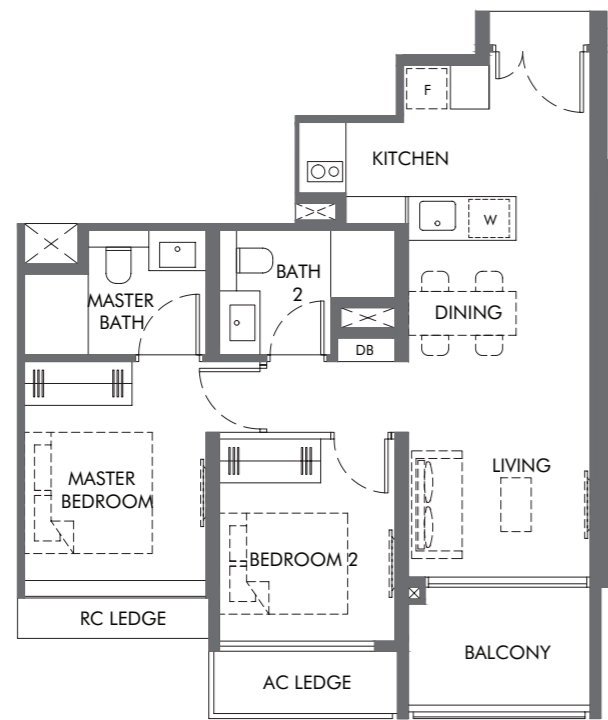 F
KITCHEN
W
BATH
2
MASTER
BATH
DINING
DB
LIVING
MASTER
BEDROOM
BEDROOM 2
RC LEDGE
BALCONY
AC LEDGE